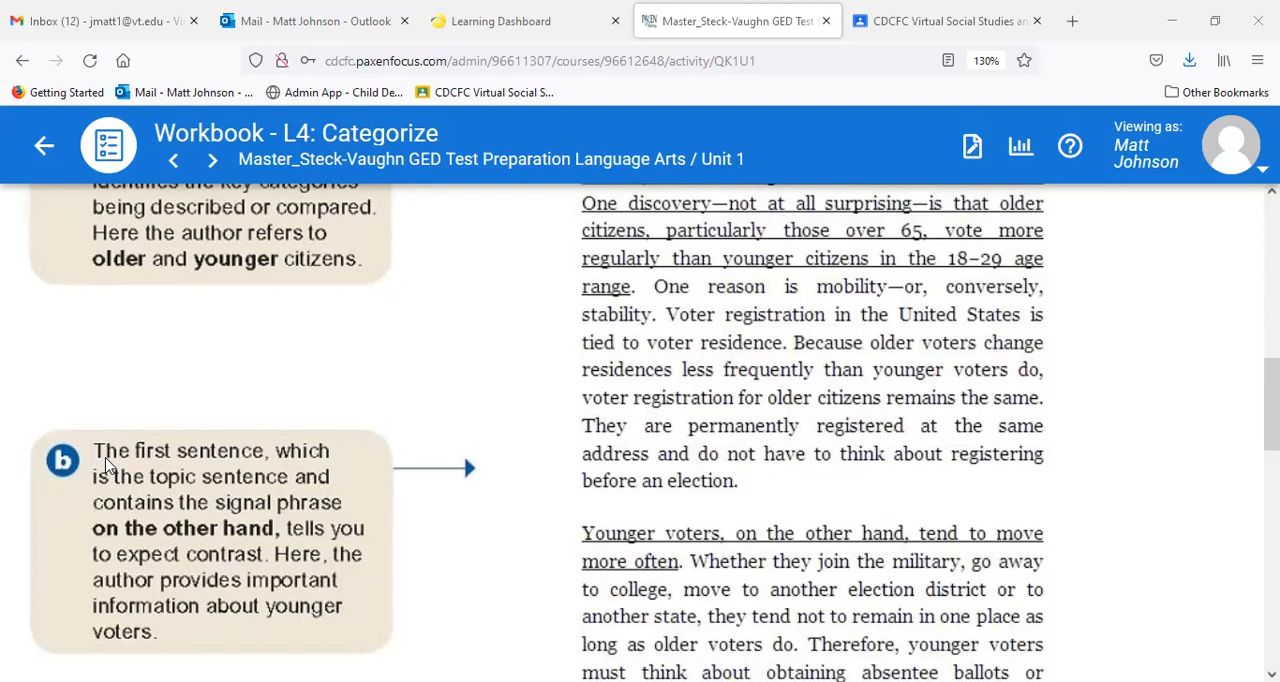 Inbox (12) - jmatt1@vt.edu - Vi
Mail - Matt Johnson - Outlook
Learning Dashboard
Master_Steck-Vaughn GED Test
CDCFC Virtual Social Studies an
cdcfc.paxenfocus.com/admin/96611307/courses/96612648/activity/QK1U1
130%
Getting Started
Mail - Matt Johnson - ...
Admin App - Child De...
CDCFC Virtual Social S...
Other Bookmarks
Workbook - L4: Categorize
Master_Steck-Vaughn GED Test Preparation Language Arts / Unit 1
Viewing as:
Matt
Johnson
identifies the key categories
being described or compared.
Here the author refers to
older and younger citizens.
b
The first sentence, which
is the topic sentence and
contains the signal phrase
on the other hand, tells you
to expect contrast. Here, the
author provides important
information about younger
voters.
One discovery—not at all surprising—is that older
citizens, particularly those over 65, vote more
regularly than younger citizens in the 18–29 age
range. One reason is mobility—or, conversely,
stability. Voter registration in the United States is
tied to voter residence. Because older voters change
residences less frequently than younger voters do,
voter registration for older citizens remains the same.
They are permanently registered at the same
address and do not have to think about registering
before an election.
Younger voters, on the other hand, tend to move
more often. Whether they join the military, go away
to college, move to another election district or to
another state, they tend not to remain in one place as
long as older voters do. Therefore, younger voters
must think about obtaining absentee ballots or